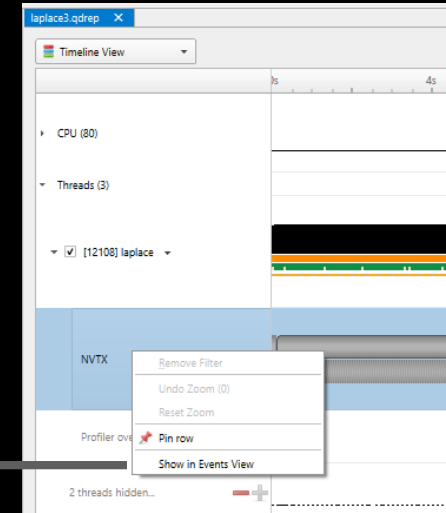 laplace3.qdrep X
Timeline View
0s 4s
CPU (80)
Threads (3)
[12108] laplace
NVTX
Remove Filter
Undo Zoom (0)
Reset Zoom
Profiler ove
Pin row
Show in Events View
2 threads hidden...